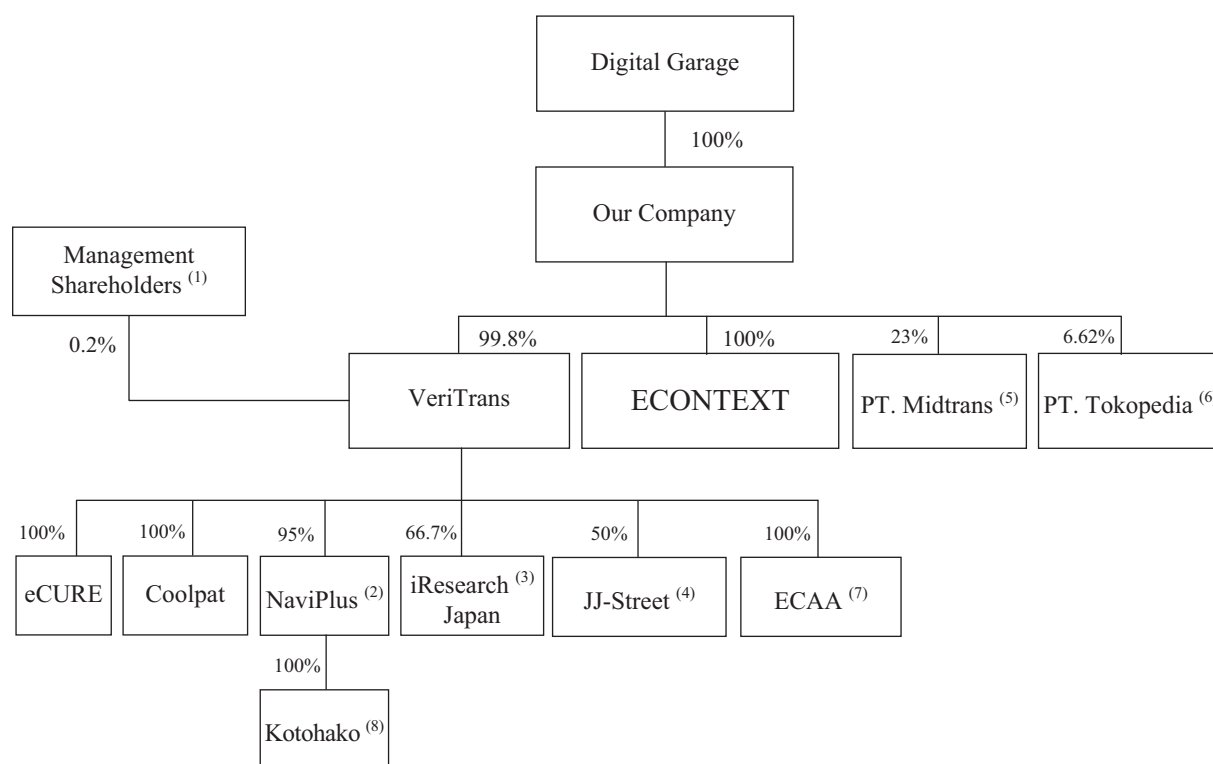 Digital Garage
100%
Our Company
Management
Shareholders (1)
0.2%
99.8%
100%
23%
6.62%
VeriTrans
ECONTEXT
PT. Midtrans (5)
PT. Tokopedia (6)
100%
100%
95%
66.7%
50%
100%
eCURE
Coolpat
NaviPlus (2)
iResearch (3)
Japan
JJ-Street (4)
ECAA (7)
100%
Kotohako (8)